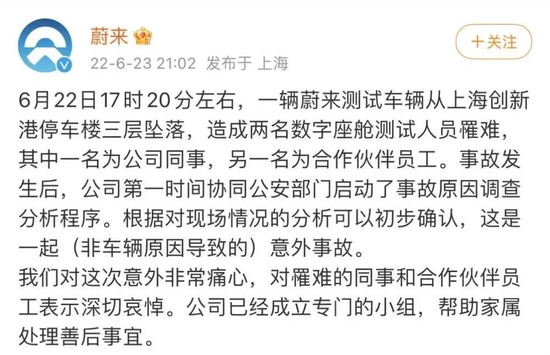 蔚来
22-6-23 21:02 发布于 上海
+关注
6月22日17时20分左右，一辆蔚来测试车辆从上海创新
港停车楼三层坠落，造成两名数字座舱测试人员罹难，
其中一名为公司同事，另一名为合作伙伴员工。事故发
生后，公司第一时间协同公安部门启动了事故原因调查
分析程序。根据对现场情况的分析可以初步确认，这是
一起（非车辆原因导致的）意外事故。
我们对这次意外非常痛心，对罹难的同事和合作伙伴员
工表示深切哀悼。公司已经成立专门的小组，帮助家属
处理善后事宜。